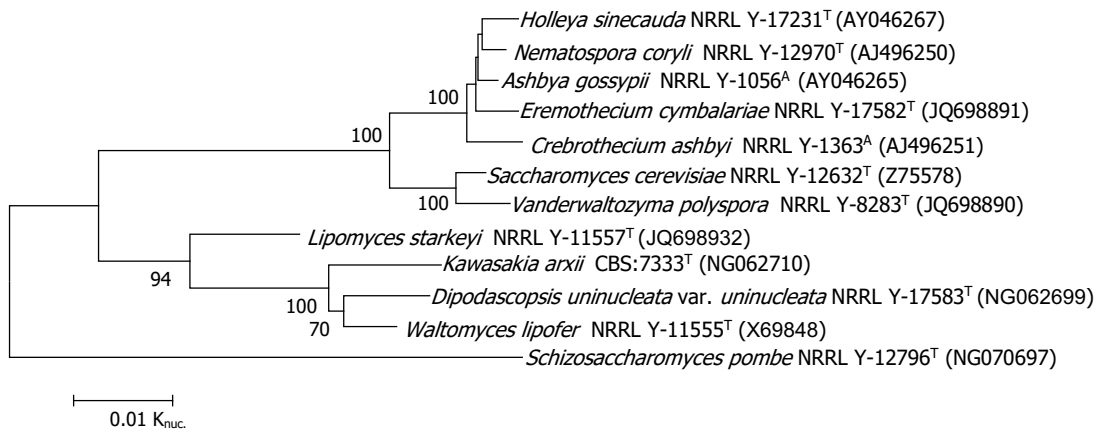 Holleya sinecauda NRRL Y-17231ᵀ (AY046267)
Nematospora coryli NRRL Y-12970ᵀ (AJ496250)
Ashbya gossypii NRRL Y-1056ᴬ (AY046265)
100
Eremothecium cymbalariae NRRL Y-17582ᵀ (JQ698891)
100
Crebrothecium ashbyi NRRL Y-1363ᴬ (AJ496251)
Saccharomyces cerevisiae NRRL Y-12632ᵀ (Z75578)
100
Vanderwaltozyma polyspora NRRL Y-8283ᵀ (JQ698890)
Lipomyces starkeyi NRRL Y-11557ᵀ (JQ698932)
94
Kawasakia arxii CBS:7333ᵀ (NG062710)
100
Dipodascopsis uninucleata var. uninucleata NRRL Y-17583ᵀ (NG062699)
70
Waltomyces lipofer NRRL Y-11555ᵀ (X69848)
Schizosaccharomyces pombe NRRL Y-12796ᵀ (NG070697)
0.01 Knuc.